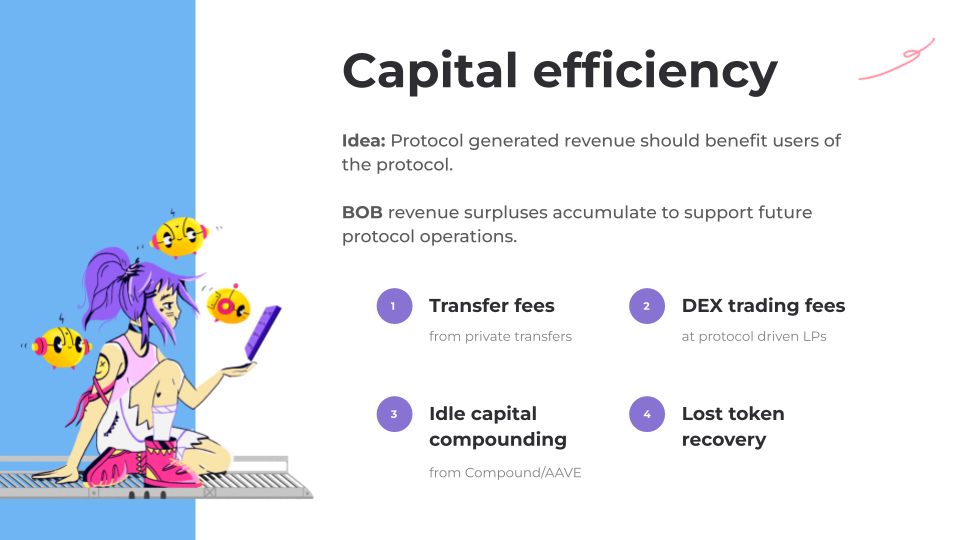 Capital efficiency
Idea: Protocol generated revenue should benefit users of
the protocol.
BOB revenue surpluses accumulate to support future
protocol operations.
1
Transfer fees
from private transfers
2
DEX trading fees
at protocol driven LPs
3
Idle capital
compounding
from Compound/AAVE
4
Lost token
recovery